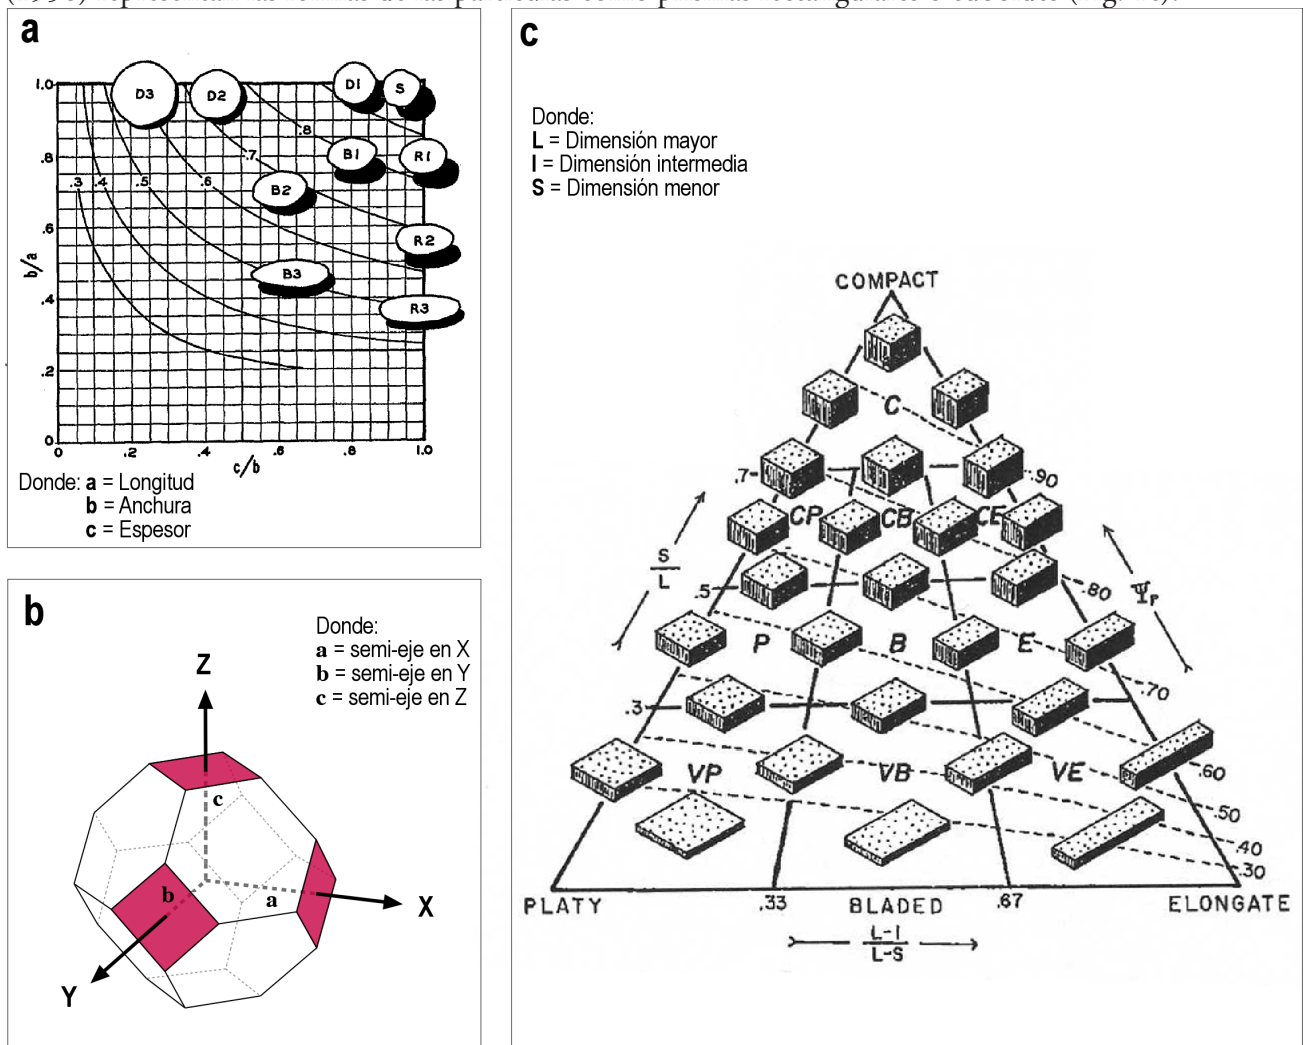 a
1.0
.8
.6
.4
.2
0
b/a
D3
D2
D1
S
B1
R1
B2
R2
B3
R3
.3
.4
.5
.6
.7
.8
0
.2
.4
.6
.8
1.0
c/b
Donde: a = Longitud
b = Anchura
c = Espesor
b
Donde:
a = semi-eje en X
b = semi-eje en Y
c = semi-eje en Z
Z
c
b
a
X
Y
c
Donde:
L = Dimensión mayor
I = Dimensión intermedia
S = Dimensión menor
COMPACT
C
.7
.90
CP
CB
CE
S
L
.5
.80
Ψp
P
B
E
.70
.3
VP
VB
VE
.60
.50
.40
.30
PLATY
.33
BLADED
.67
ELONGATE
L-I
L-S